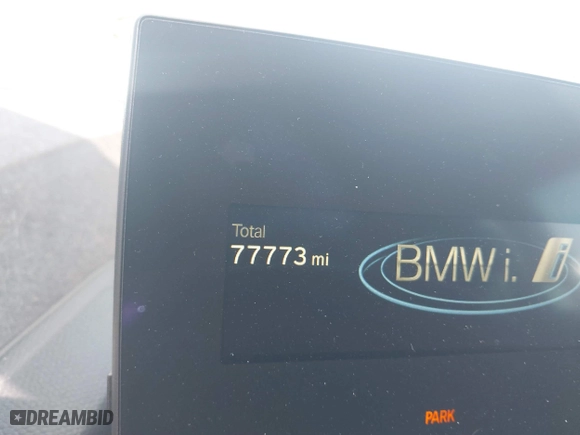 Total
77773 mi
BMW i. i
PARK
DREAMBID